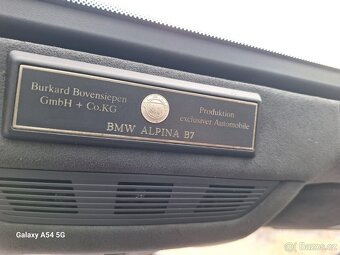 Burkard Bovensiepen
GmbH + Co.KG
Produktion
exclusiver Automobile
BMW ALPINA B7
Galaxy A54 5G